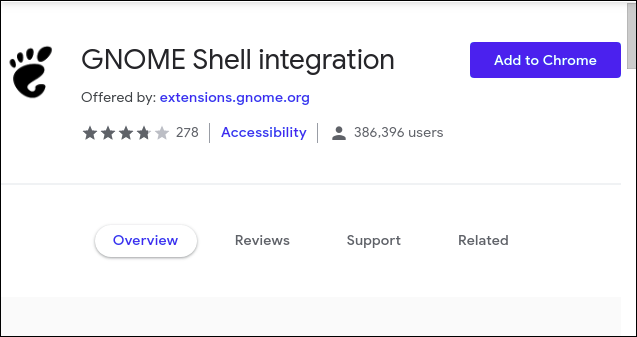 GNOME Shell integration
Add to Chrome
Offered by: extensions.gnome.org
278 Accessibility 386,396 users
Overview Reviews Support Related